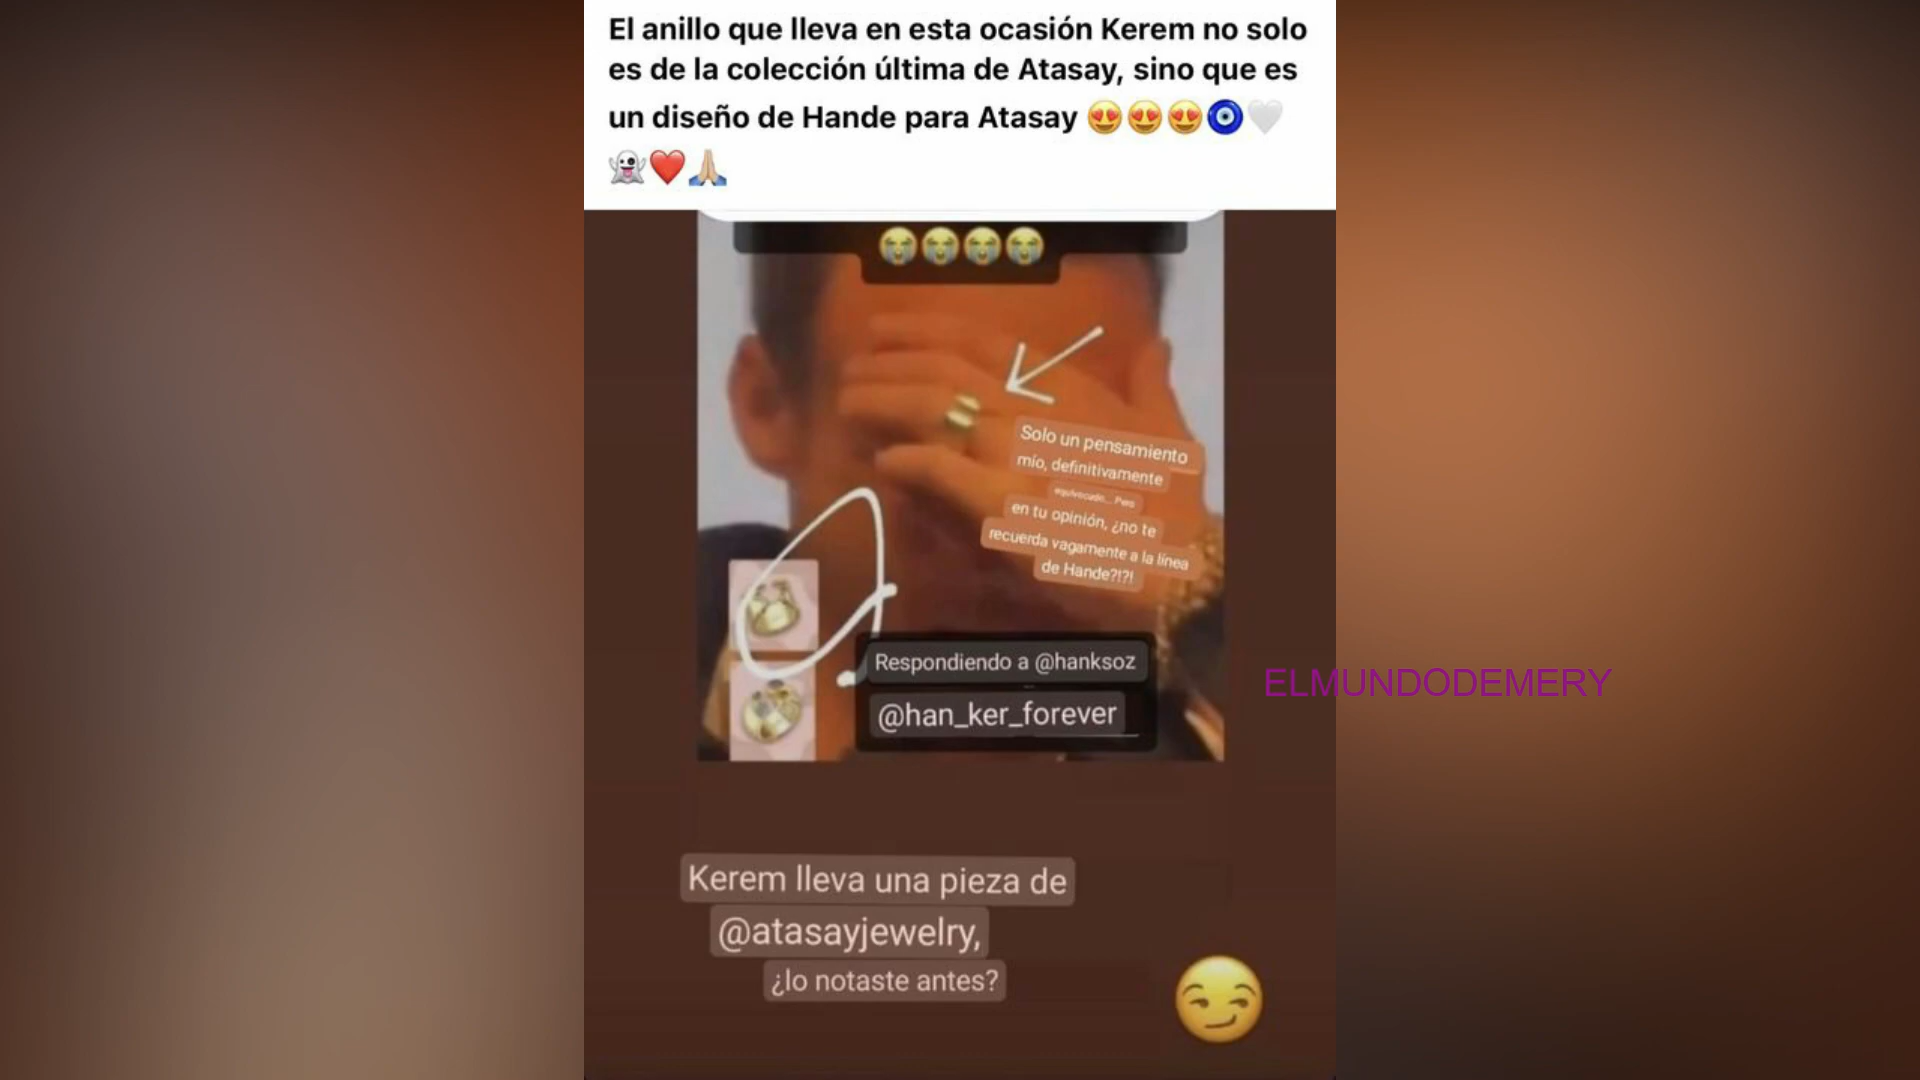 El anillo que lleva en esta ocasión Kerem no solo
es de la colección última de Atasay, sino que es
un diseño de Hande para Atasay 😍😍😍🧿🤍
👻❤️🙏🏼
😭😭😭😭
Solo un pensamiento
mío, definitivamente
equivocado... Pero
en tu opinión, ¿no te
recuerda vagamente a la línea
de Hande?!?!
Respondiendo a @hanksoz
@han_ker_forever
ELMUNDODEMERY
Kerem lleva una pieza de
@atasayjewelry,
¿lo notaste antes?
😏